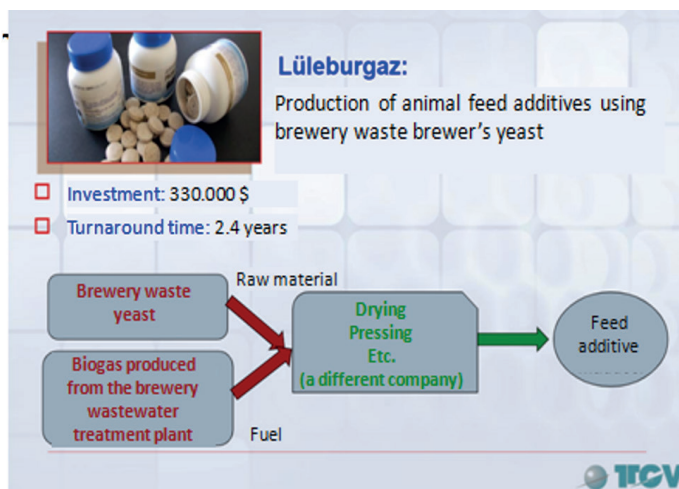 Lüleburgaz:
Production of animal feed additives using
brewery waste brewer's yeast
Investment: 330.000 $
Turnaround time: 2.4 years
Raw material
Brewery waste
yeast
Drying
Pressing
Etc.
(a different company)
Feed
additive
Biogas produced
from the brewery
wastewater
treatment plant
Fuel
TTGV